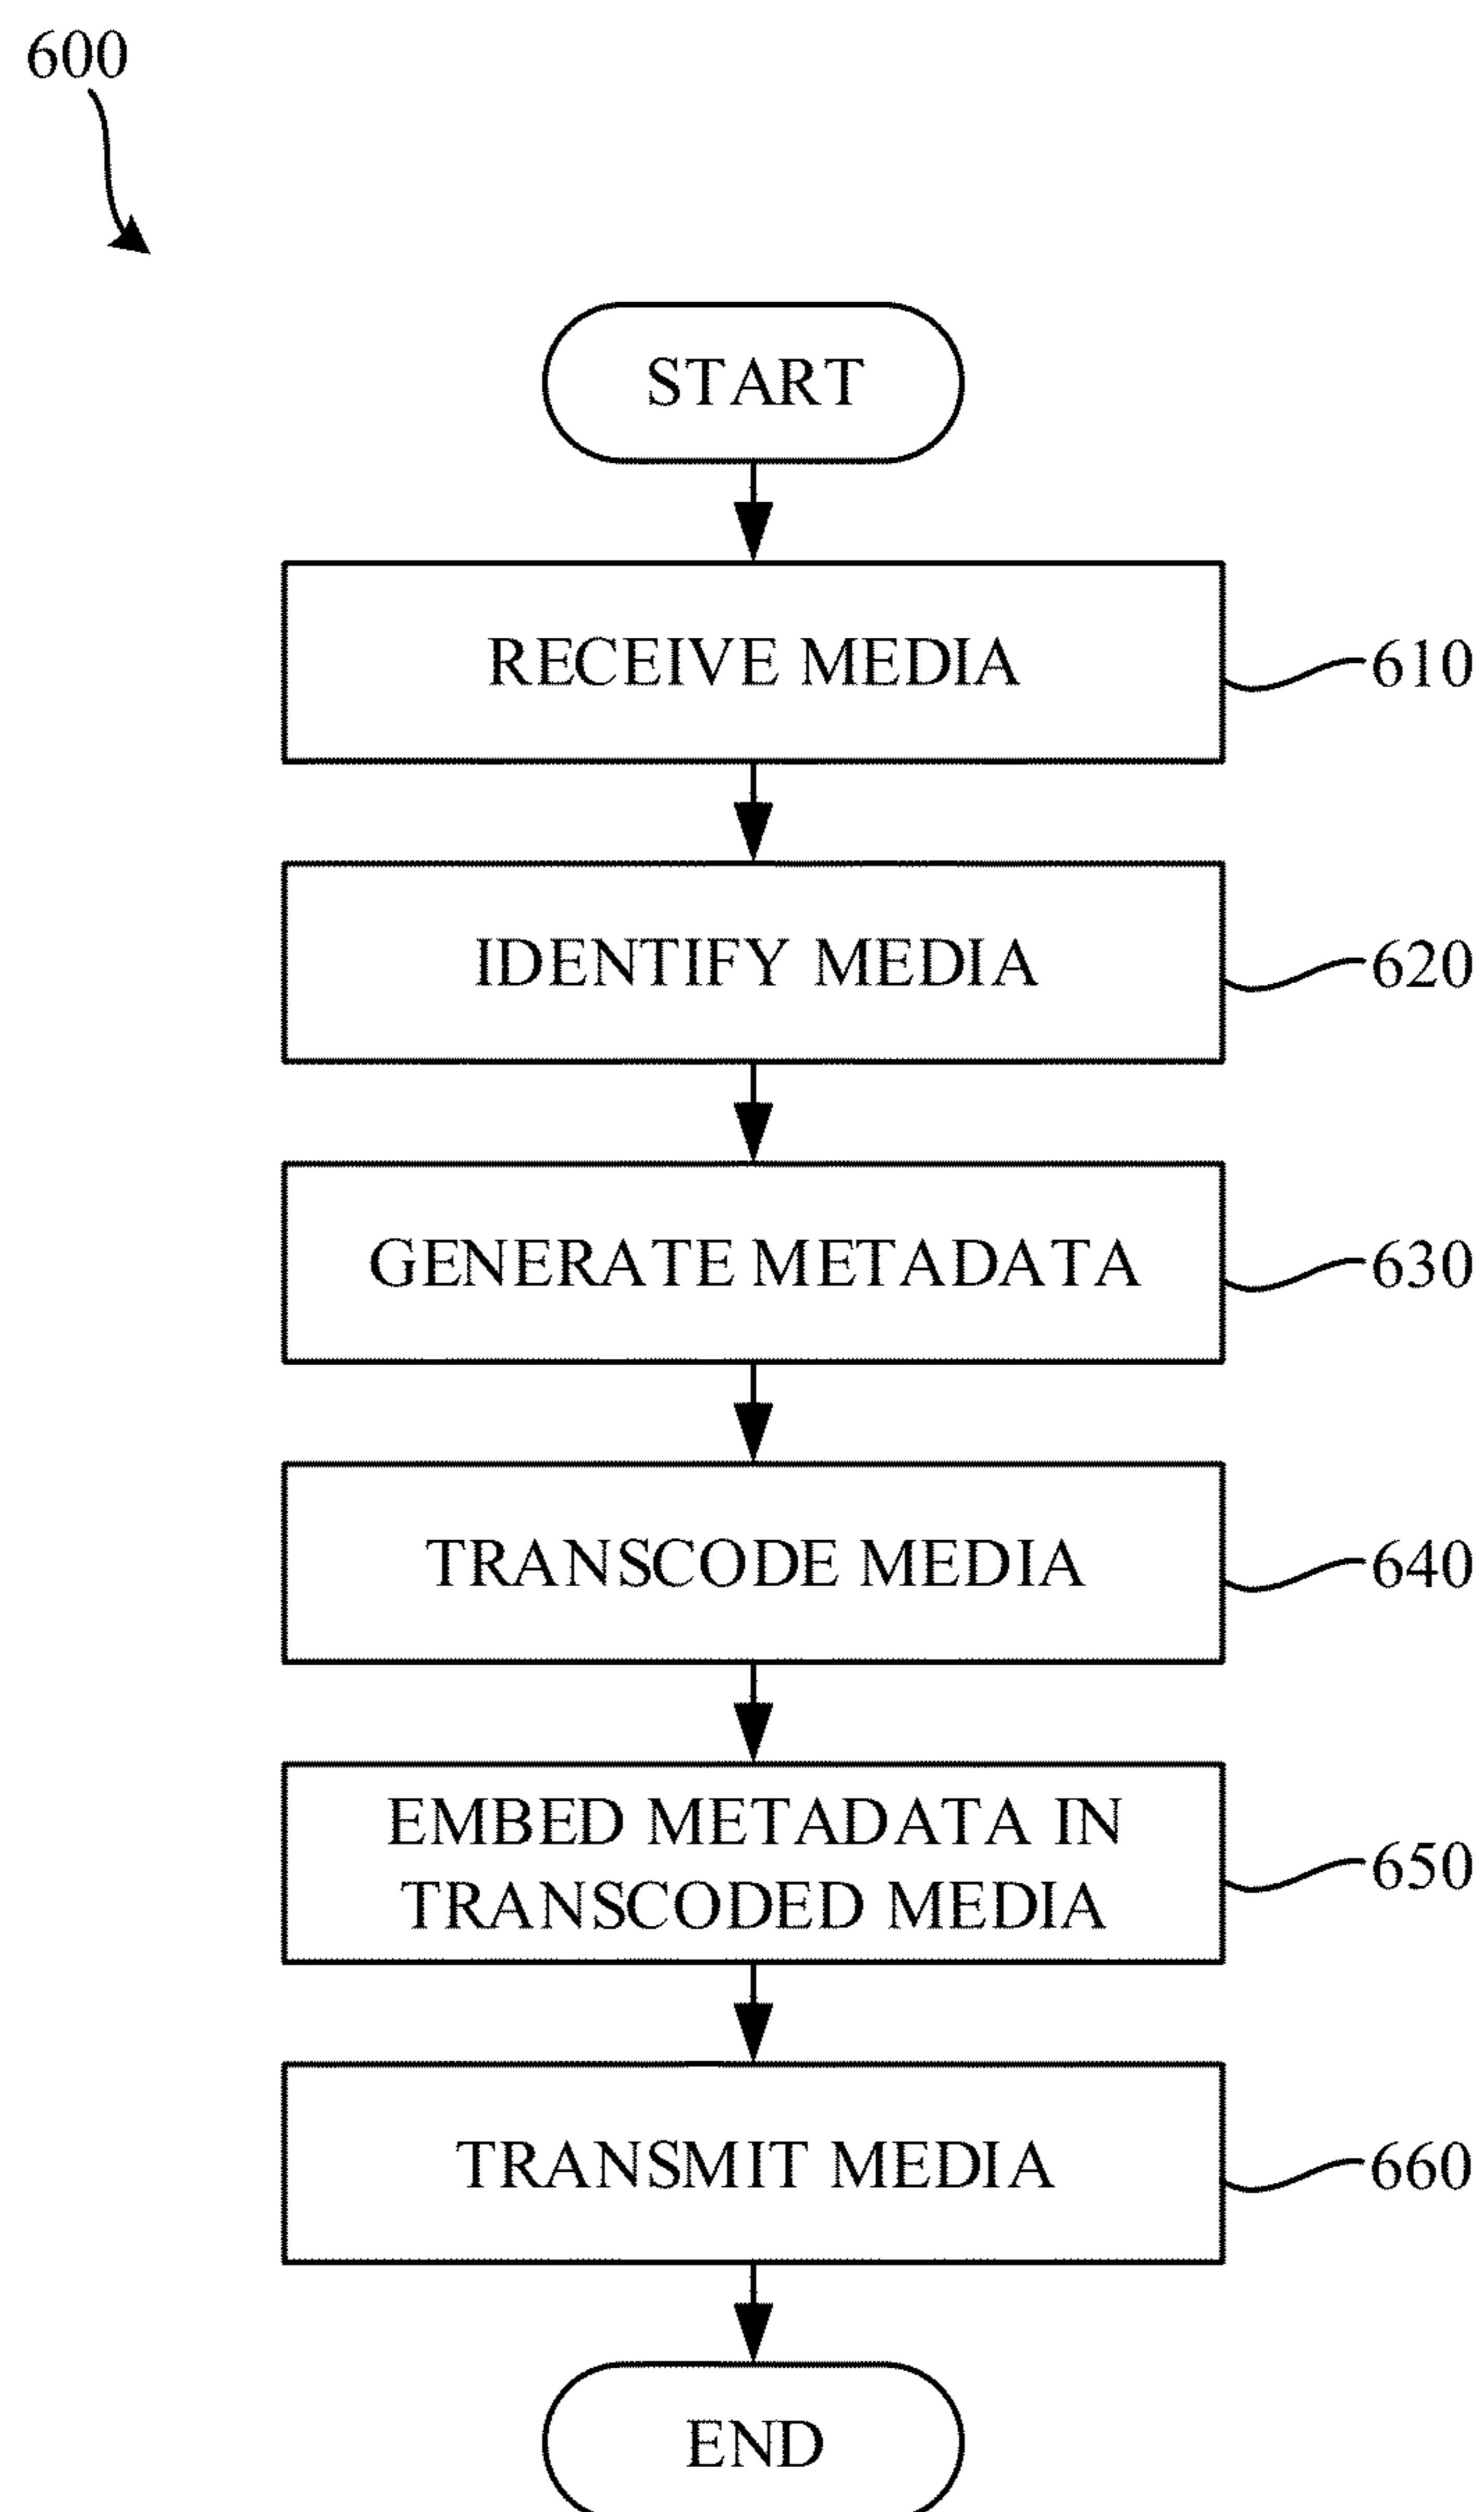 600
START
RECEIVE MEDIA
610
IDENTIFY MEDIA
620
GENERATE METADATA
630
TRANSCODE MEDIA
640
EMBED METADATA IN
TRANSCODED MEDIA
650
TRANSMIT MEDIA
660
END